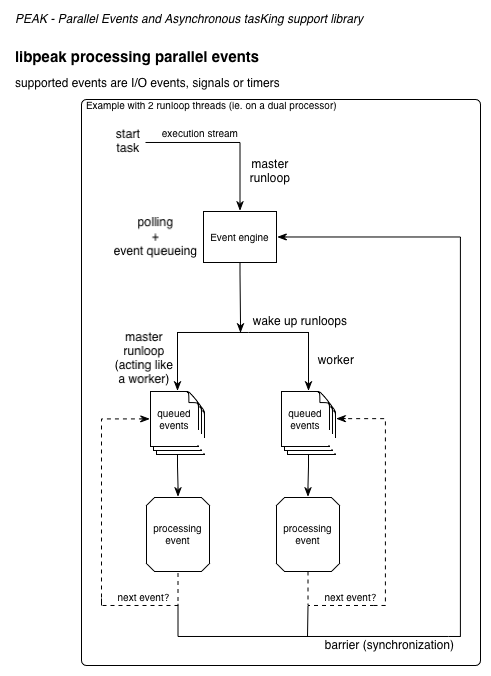 PEAK - Parallel Events and Asynchronous tasKing support library
libpeak processing parallel events
supported events are I/O events, signals or timers
Example with 2 runloop threads (ie. on a dual processor)
start
task
execution stream
master
runloop
polling
+
event queueing
Event engine
wake up runloops
master
runloop
(acting like
a worker)
worker
queued
events
queued
events
processing
event
processing
event
next event?
next event?
barrier (synchronization)